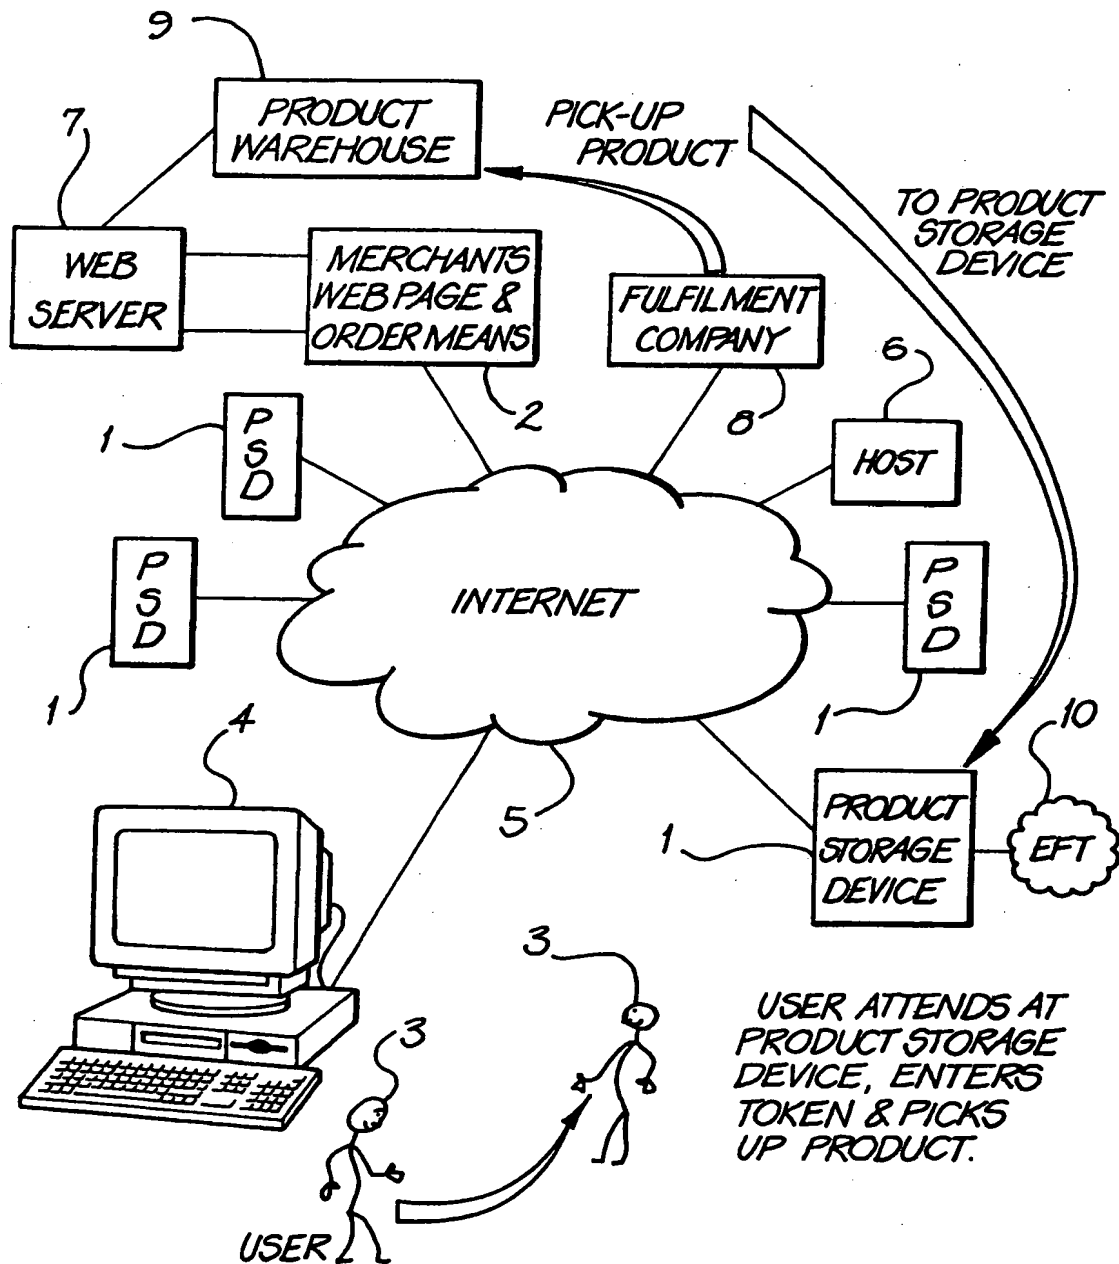 9
PRODUCT
WAREHOUSE
PICK-UP
PRODUCT
7
TO PRODUCT
STORAGE
DEVICE
WEB
SERVER
MERCHANTS
WEB PAGE &
ORDER MEANS
FULFILMENT
COMPANY
6
2
8
HOST
1
P
S
D
P
S
D
1
INTERNET
P
S
D
1
4
5
10
PRODUCT
STORAGE
DEVICE
1
EFT
3
3
USER ATTENDS AT
PRODUCT STORAGE
DEVICE, ENTERS
TOKEN & PICKS
UP PRODUCT.
USER